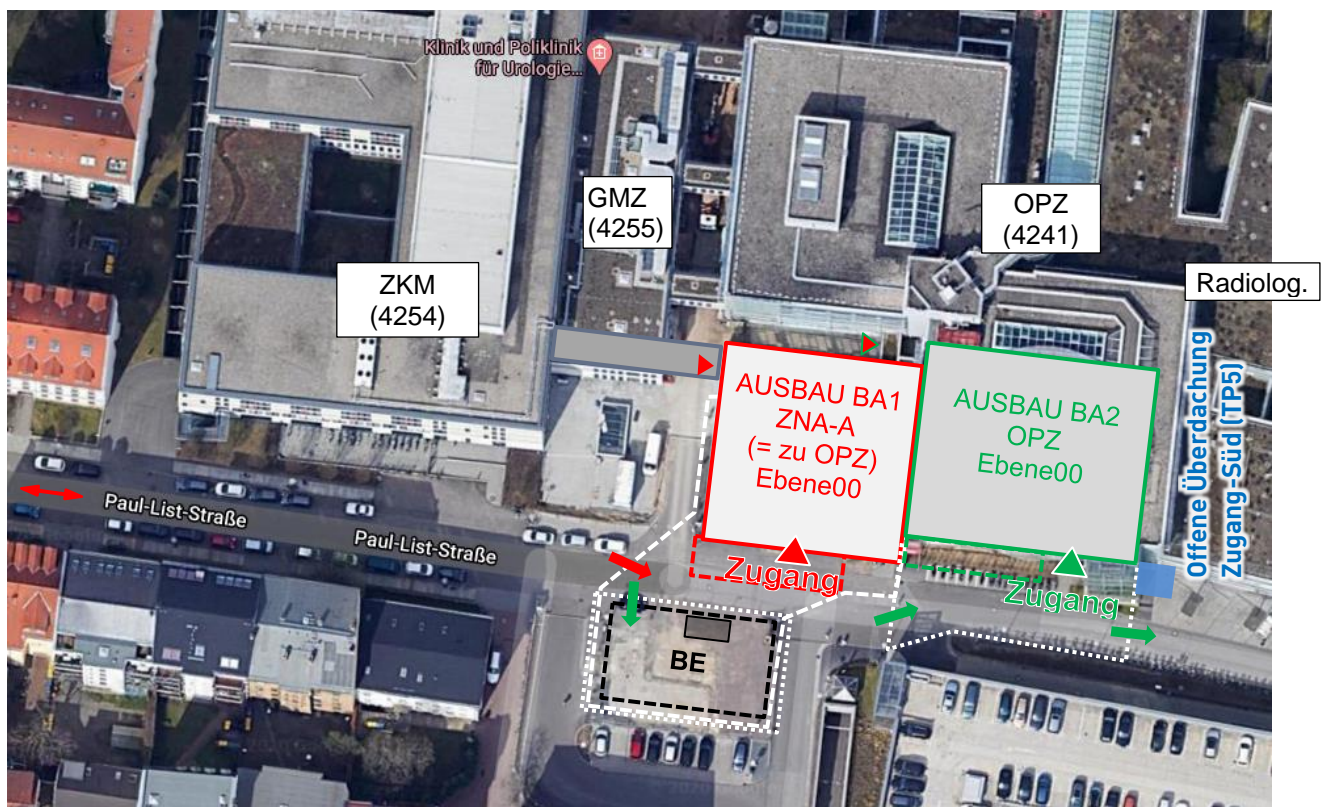 Klinik und Poliklinik
für Urologie...
GMZ
(4255)
OPZ
(4241)
ZKM
(4254)
Radiolog.
AUSBAU BA1
ZNA-A
(= zu OPZ)
Ebene00
AUSBAU BA2
OPZ
Ebene00
Offene Überdachung
Zugang-Süd (TP5)
Paul-List-Straße
Paul-List-Straße
Zugang
Zugang
BE